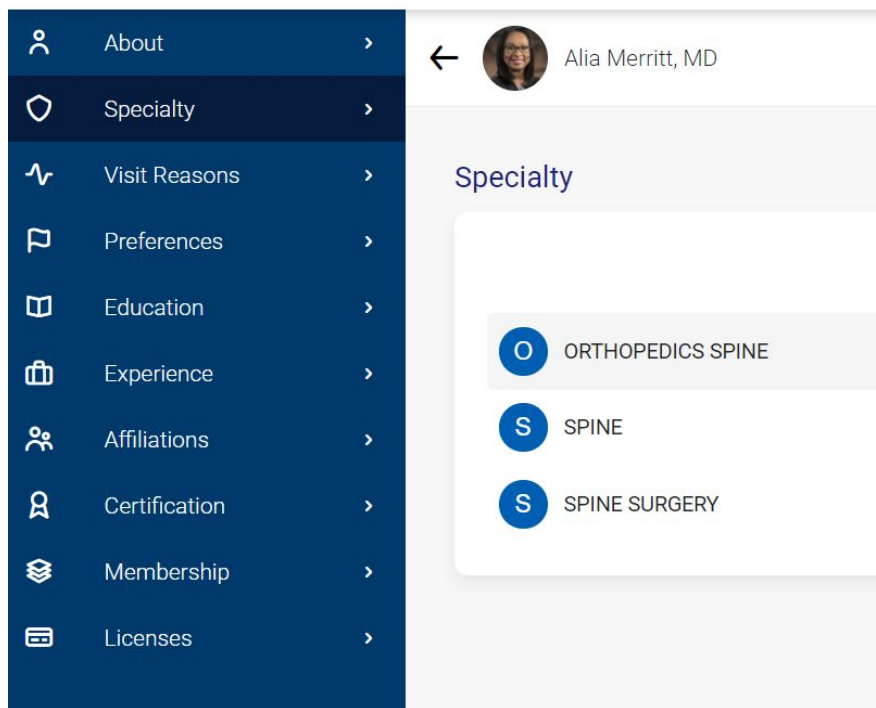 About
Specialty
Visit Reasons
Preferences
Education
Experience
Affiliations
Certification
Membership
Licenses
Alia Merritt, MD
Specialty
O ORTHOPEDICS SPINE
S SPINE
S SPINE SURGERY